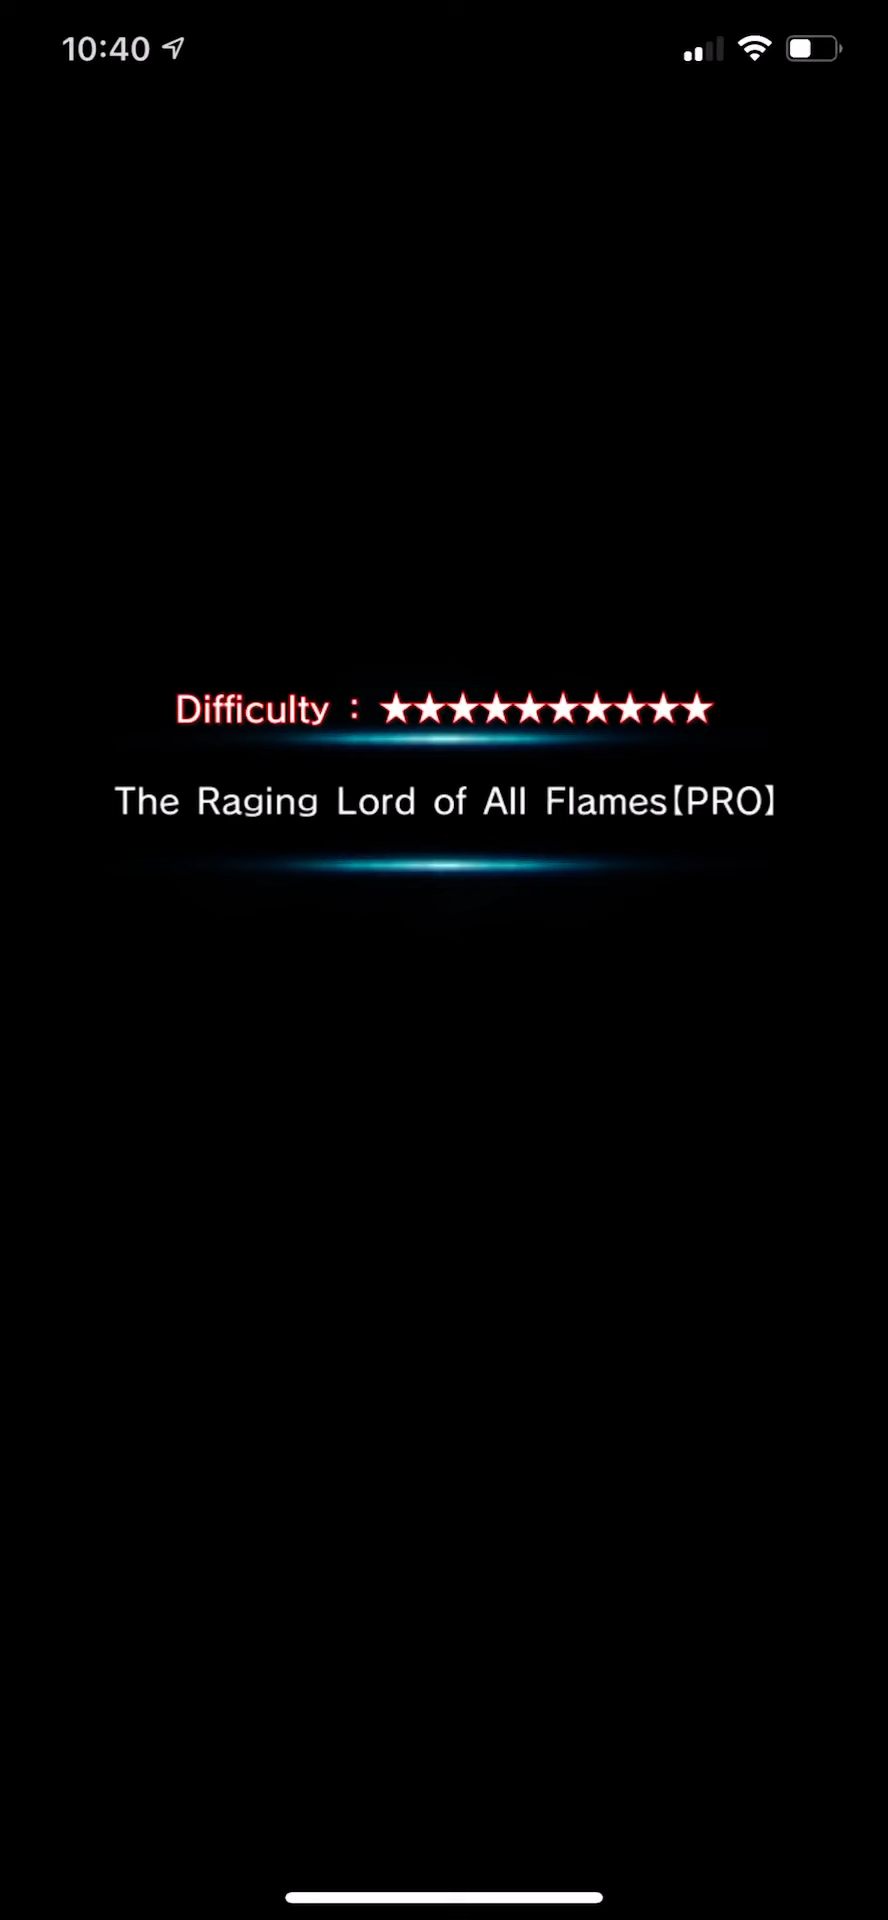 10:40
Difficulty : ★★★★★★★★★★
The Raging Lord of All Flames【PRO】